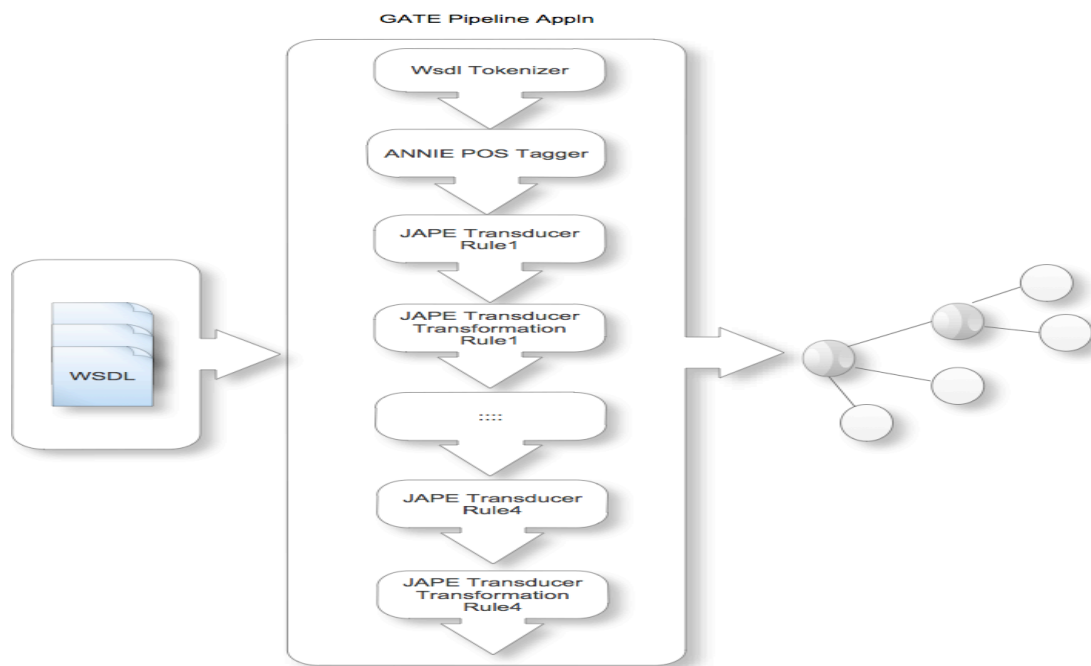 GATE Pipeline Appln
Wsdl Tokenizer
ANNIE POS Tagger
JAPE Transducer
Rule1
JAPE Transducer
Transformation
Rule1
WSDL
::::
JAPE Transducer
Rule4
JAPE Transducer
Transformation
Rule4